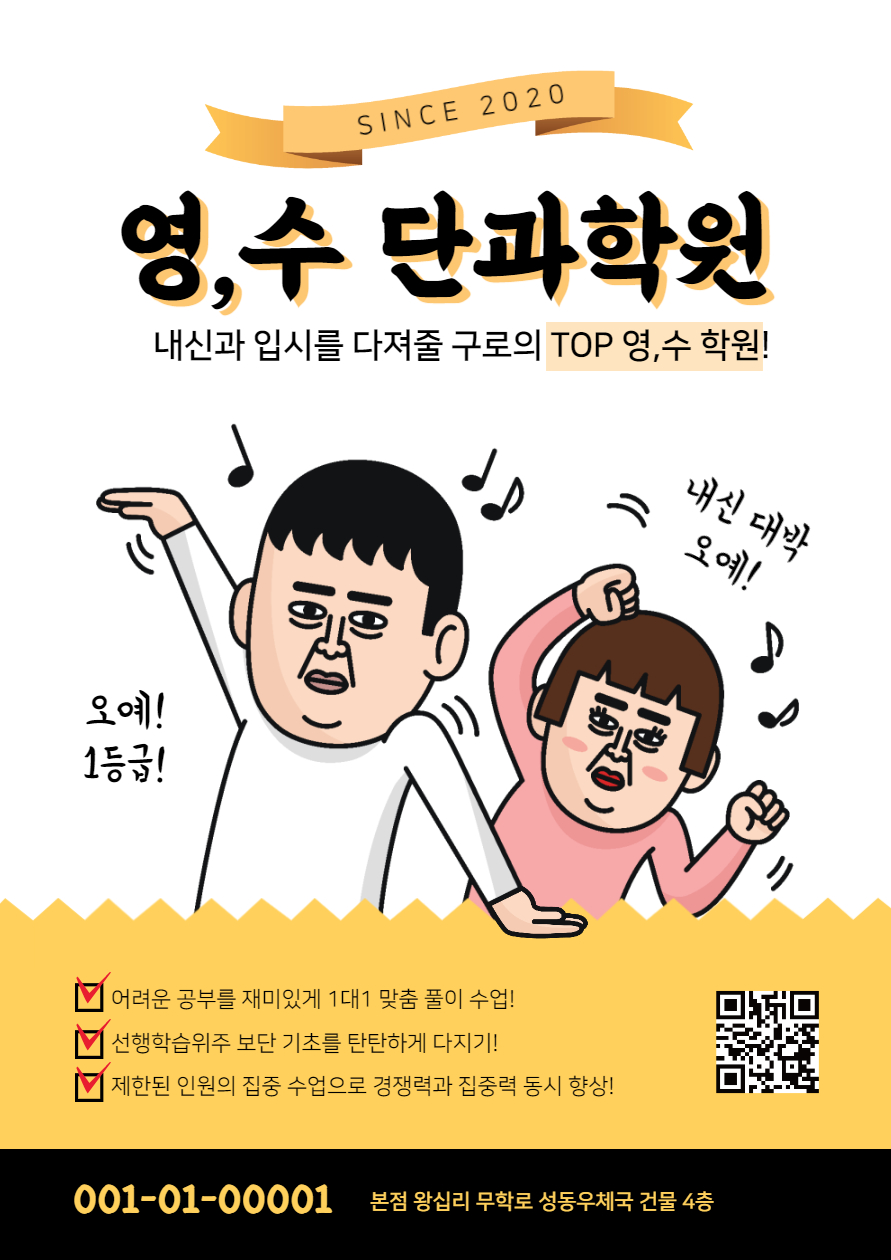 SINCE 2020
영,수 단과학원
내신과 입시를 다져줄 구로의 TOP 영,수 학원!
내신 대박
오예!
오예!
1등급!
어려운 공부를 재미있게 1대1 맞춤 풀이 수업!
선행학습위주 보단 기초를 탄탄하게 다지기!
제한된 인원의 집중 수업으로 경쟁력과 집중력 동시 향상!
001-01-00001 본점 왕십리 무학로 성동우체국 건물 4층